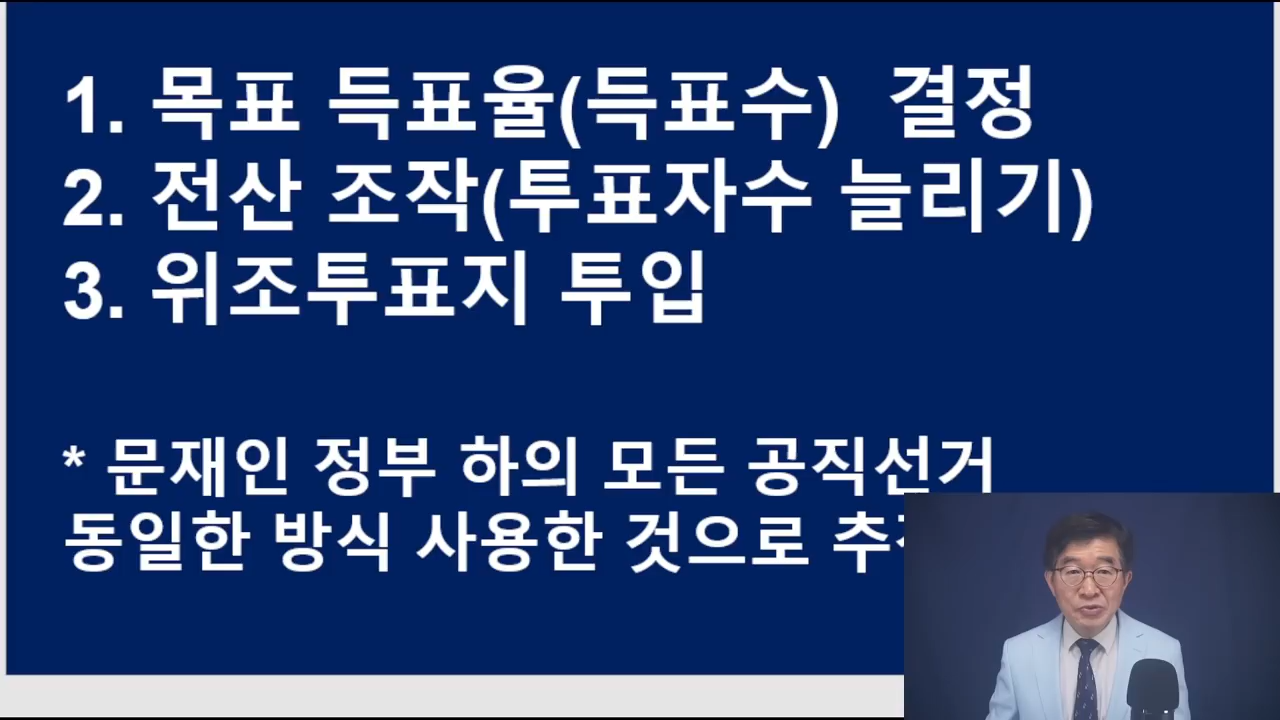 1. 목표 득표율(득표수) 결정
2. 전산 조작(투표자수 늘리기)
3. 위조투표지 투입
* 문재인 정부 하의 모든 공직선거
동일한 방식 사용한 것으로